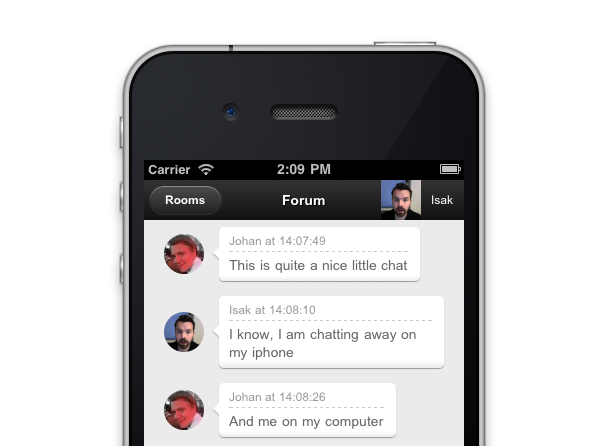 Carrier 2:09 PM
Rooms Forum Isak
Johan at 14:07:49
This is quite a nice little chat
Isak at 14:08:10
I know, I am chatting away on
my iphone
Johan at 14:08:26
And me on my computer